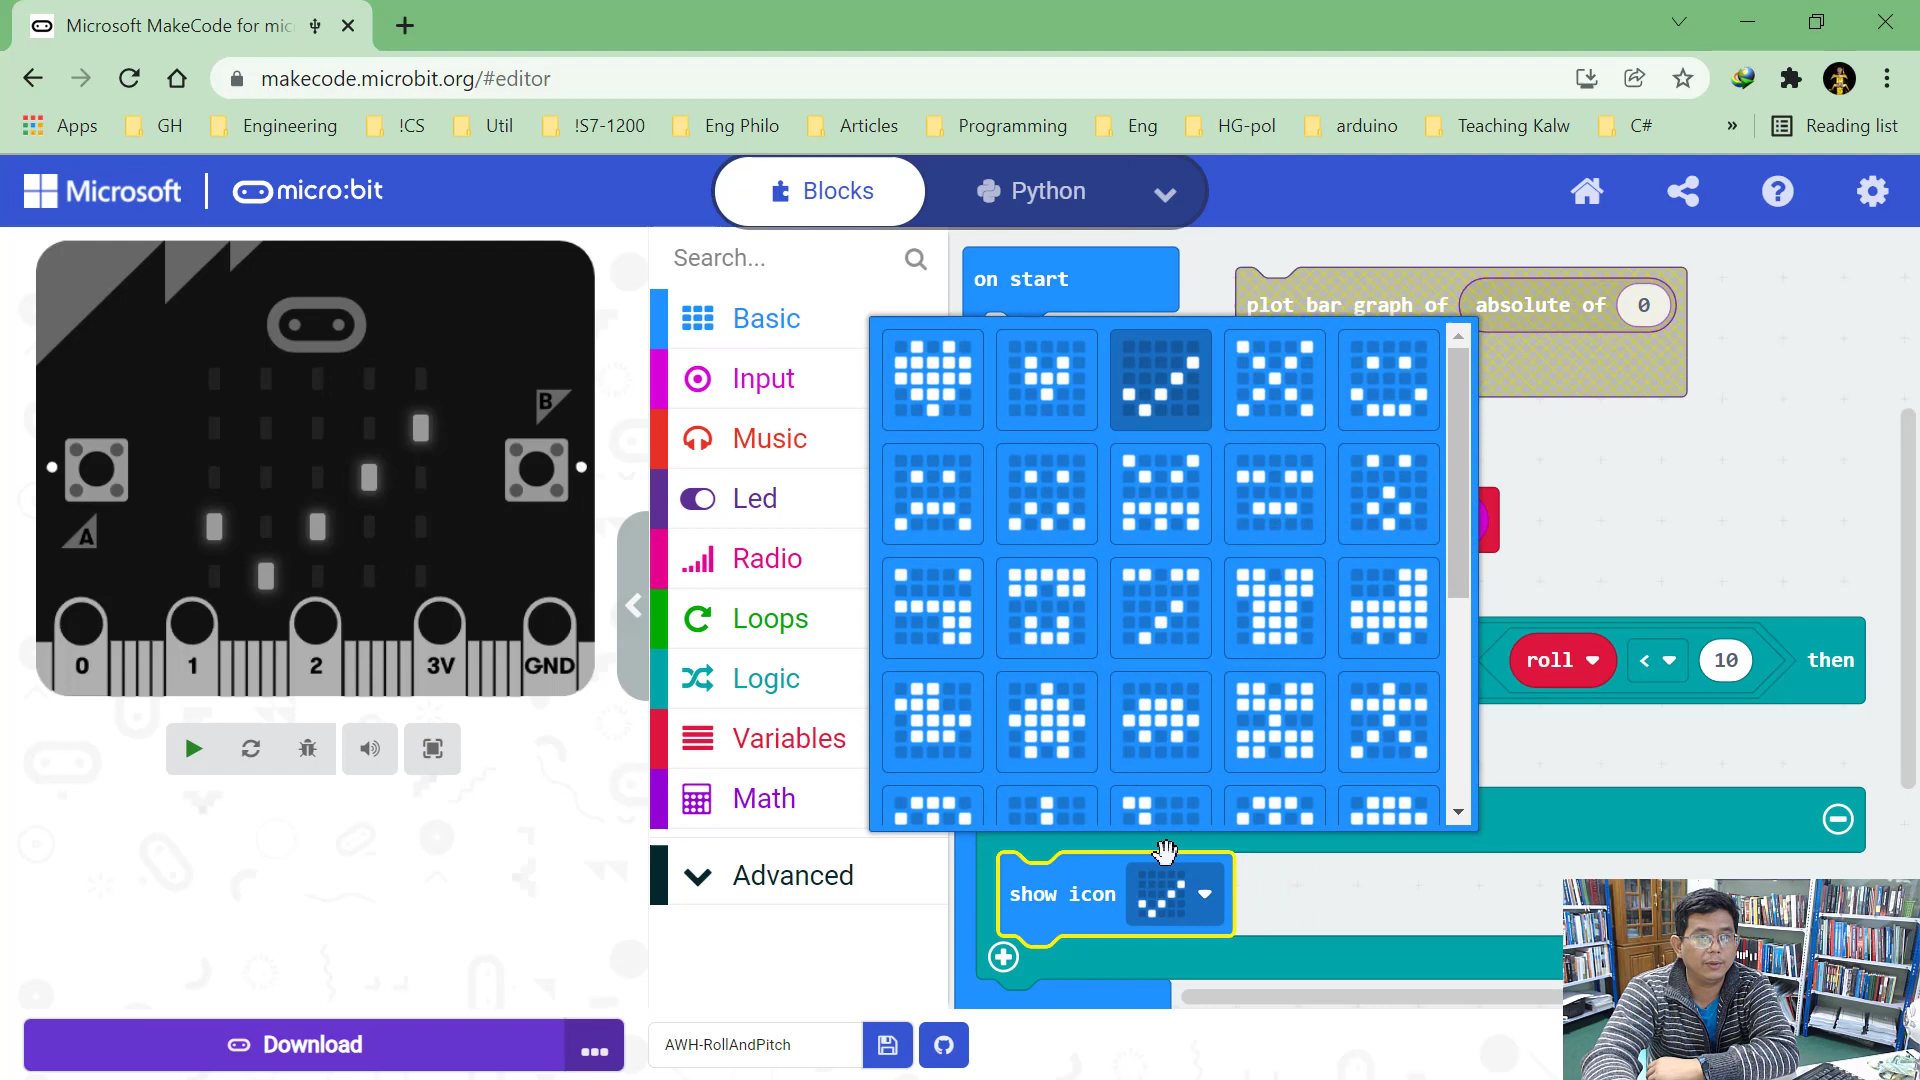 Microsoft MakeCode for mic
makecode.microbit.org/#editor
Apps GH Engineering !CS Util !S7-1200 Eng Philo Articles Programming Eng HG-pol arduino Teaching Kalw C# » Reading list
Microsoft micro:bit Blocks Python
Search...
Basic
Input
Music
Led
Radio
Loops
Logic
Variables
Math
Advanced
on start
plot bar graph of absolute of 0
roll < 10 then
show icon
A
B
0 1 2 3V GND
Download ...
AWH-RollAndPitch